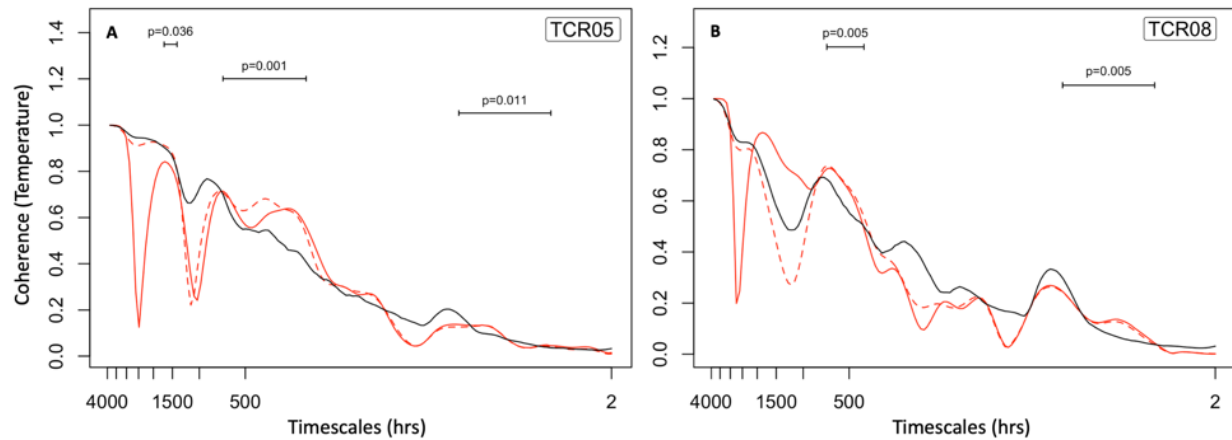 A
TCR05
p=0.036
p=0.001
p=0.011
Coherence (Temperature)
1.4
1.2
1.0
0.8
0.6
0.4
0.2
0.0
4000 1500 500 2
Timescales (hrs)
B
TCR08
p=0.005
p=0.005
1.2
1.0
0.8
0.6
0.4
0.2
0.0
4000 1500 500 2
Timescales (hrs)